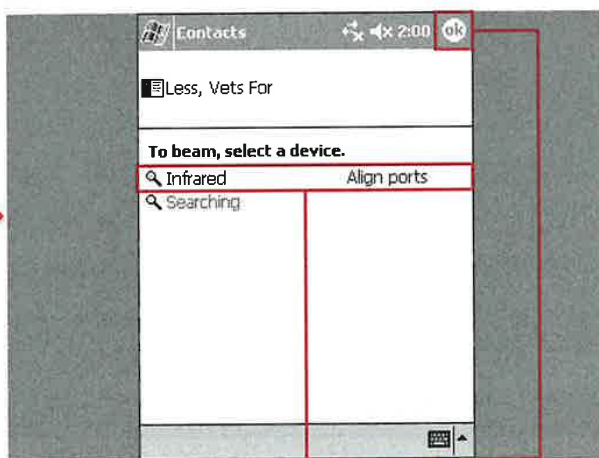 Contacts 2:00 ok
Less, Vets For
To beam, select a device.
Infrared Align ports
Searching